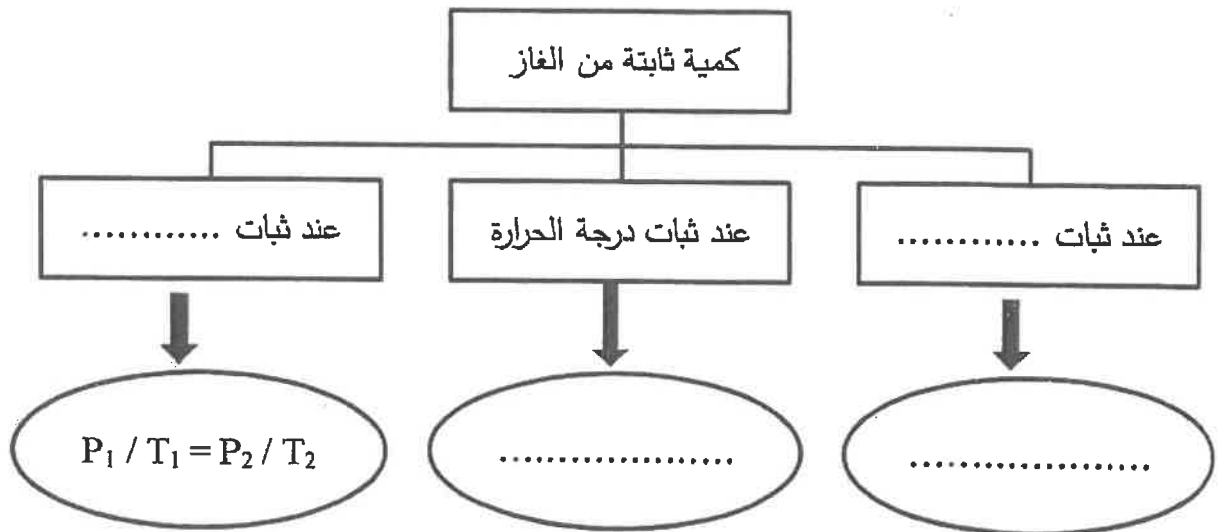 كمية ثابتة من الغاز
عند ثبات ............
عند ثبات درجة الحرارة
عند ثبات ............
.....................
.....................
P₁ / T₁ = P₂ / T₂